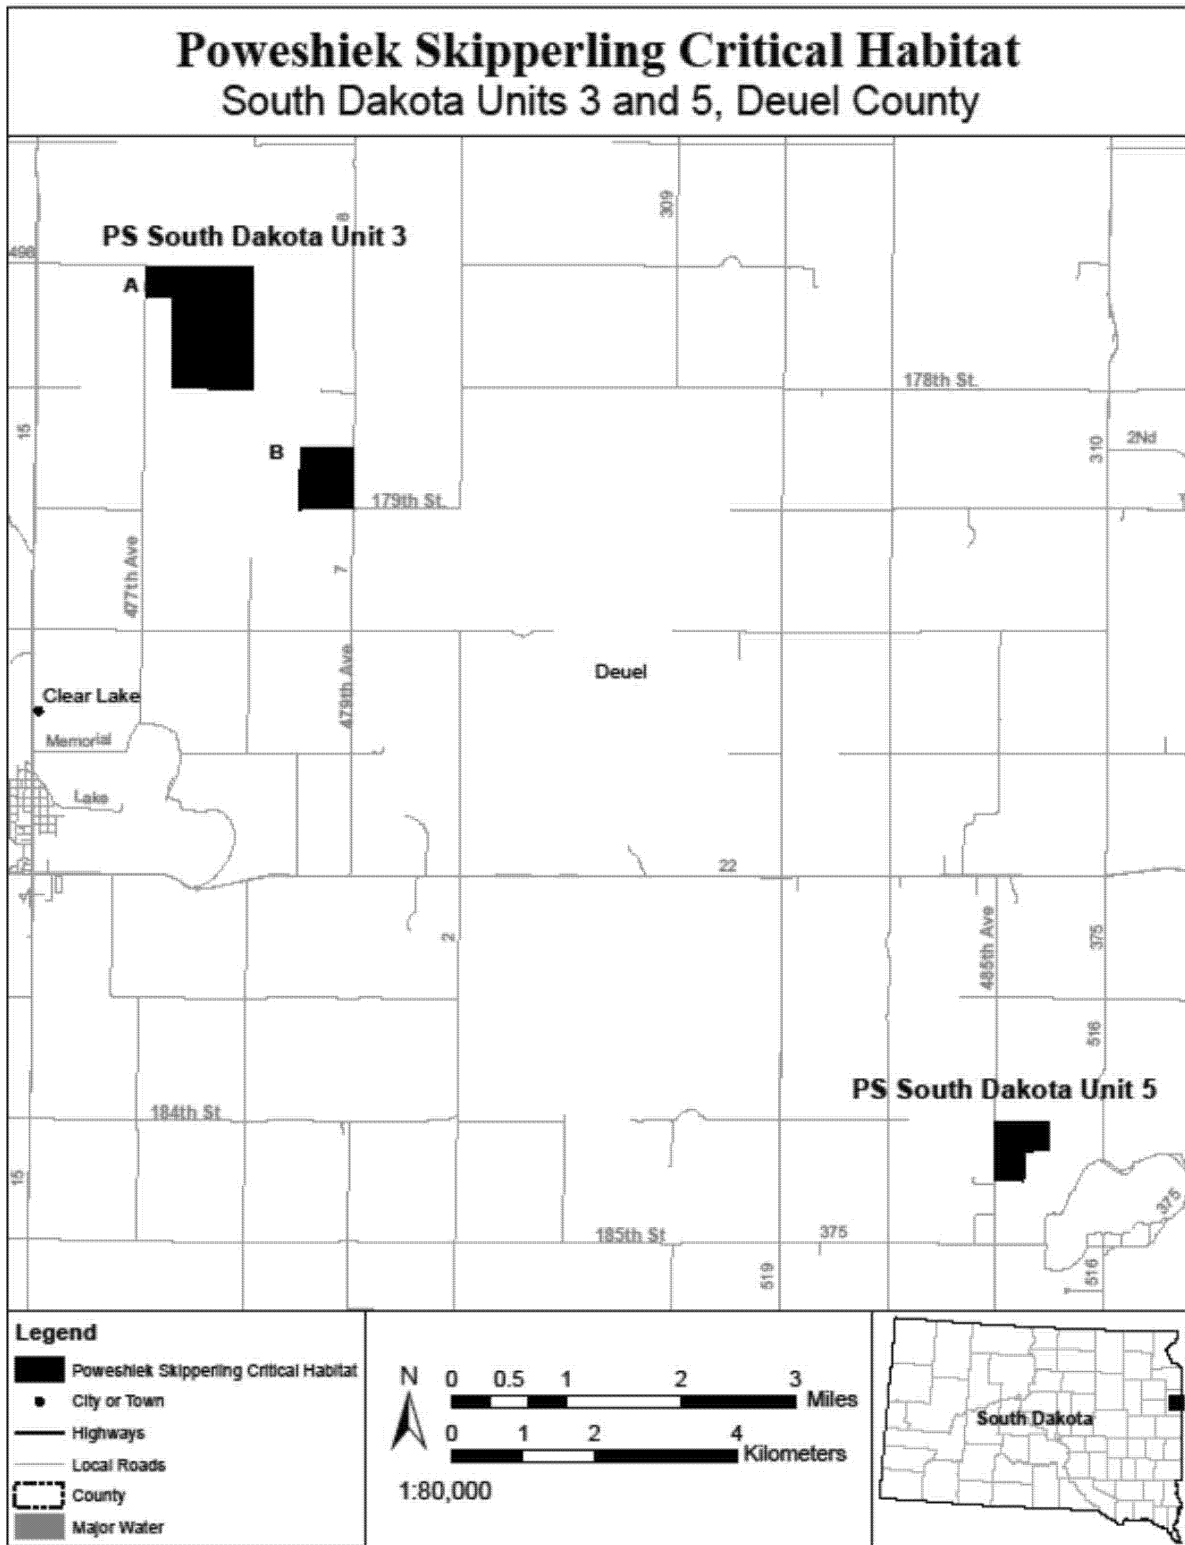 Poweshiek Skipperling Critical Habitat
South Dakota Units 3 and 5, Deuel County
309
8
PS South Dakota Unit 3
498
A
178th St.
15
310
2Nd
B
179th St.
477th Ave
7
Deuel
479th Ave
Clear Lake
Memorial
Lake
22
485th Ave
375
2
516
PS South Dakota Unit 5
184th St
15
375
185th St
375
519
516
Legend
Poweshiek Skipperling Critical Habitat
City or Town
Highways
Local Roads
County
Major Water
N
0 0.5 1 2 3 Miles
0 1 2 4 Kilometers
1:80,000
South Dakota